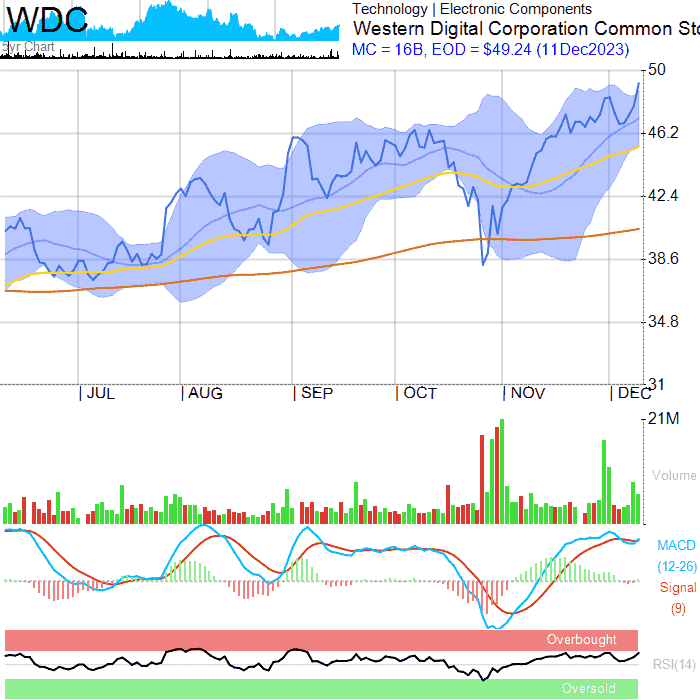 WDC
5yr Chart
Technology | Electronic Components
Western Digital Corporation Common Sto
MC = 16B, EOD = $49.24 (11Dec2023)
50
46.2
42.4
38.6
34.8
31
| JUL | AUG | SEP | OCT | NOV | DEC
21M
Volume
MACD
(12-26)
Signal
(9)
Overbought
RSI(14)
Oversold